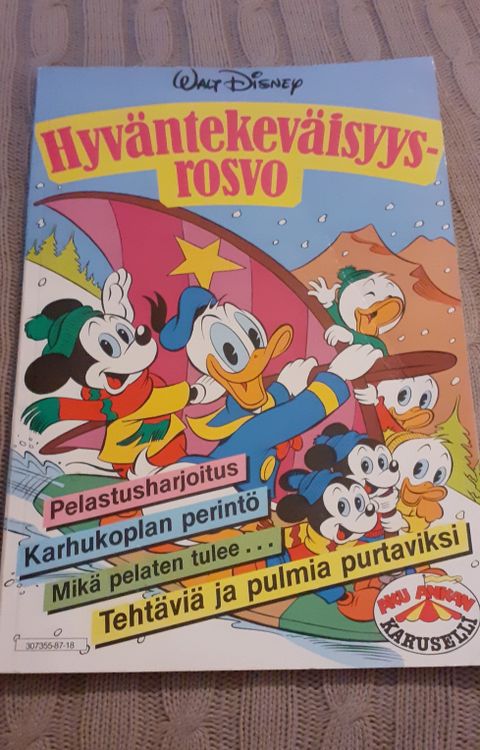 WALT DISNEY
Hyväntekeväisyys-
rosvo
Pelastusharjoitus
Karhukoplan perintö
Mikä pelaten tulee...
Tehtäviä ja pulmia purtaviksi
AKU ANKAN
KARUSELLI
307355-87-18